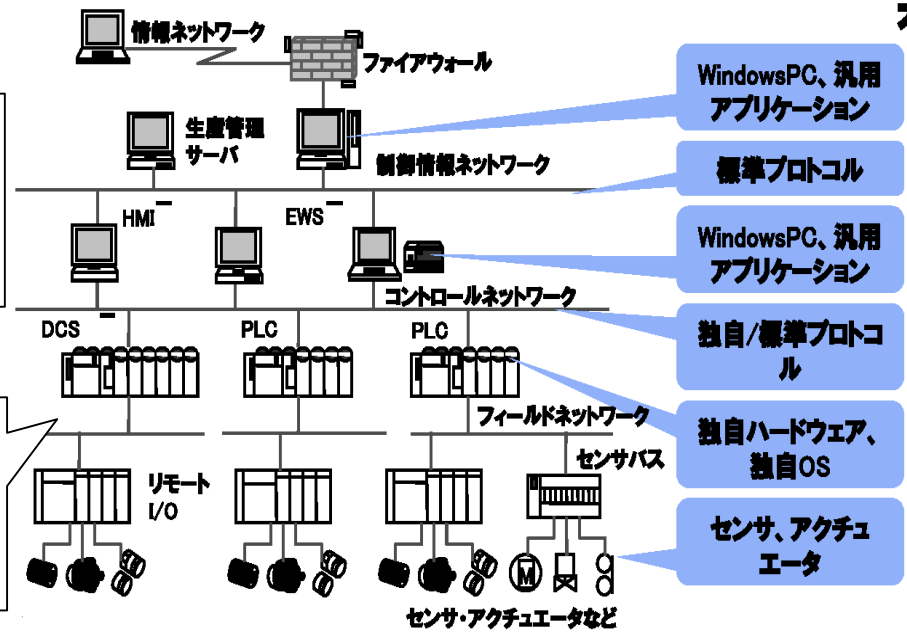 情報ネットワーク
ファイアウォール
WindowsPC、汎用
アプリケーション
生産管理
サーバ
制御情報ネットワーク
標準プロトコル
HMI
EWS
WindowsPC、汎用
アプリケーション
コントロールネットワーク
DCS
PLC
PLC
独自/標準プロトコ
ル
フィールドネットワーク
独自ハードウェア、
独自OS
センサバス
リモート
I/O
センサ、アクチュ
エータ
M
センサ・アクチュエータなど